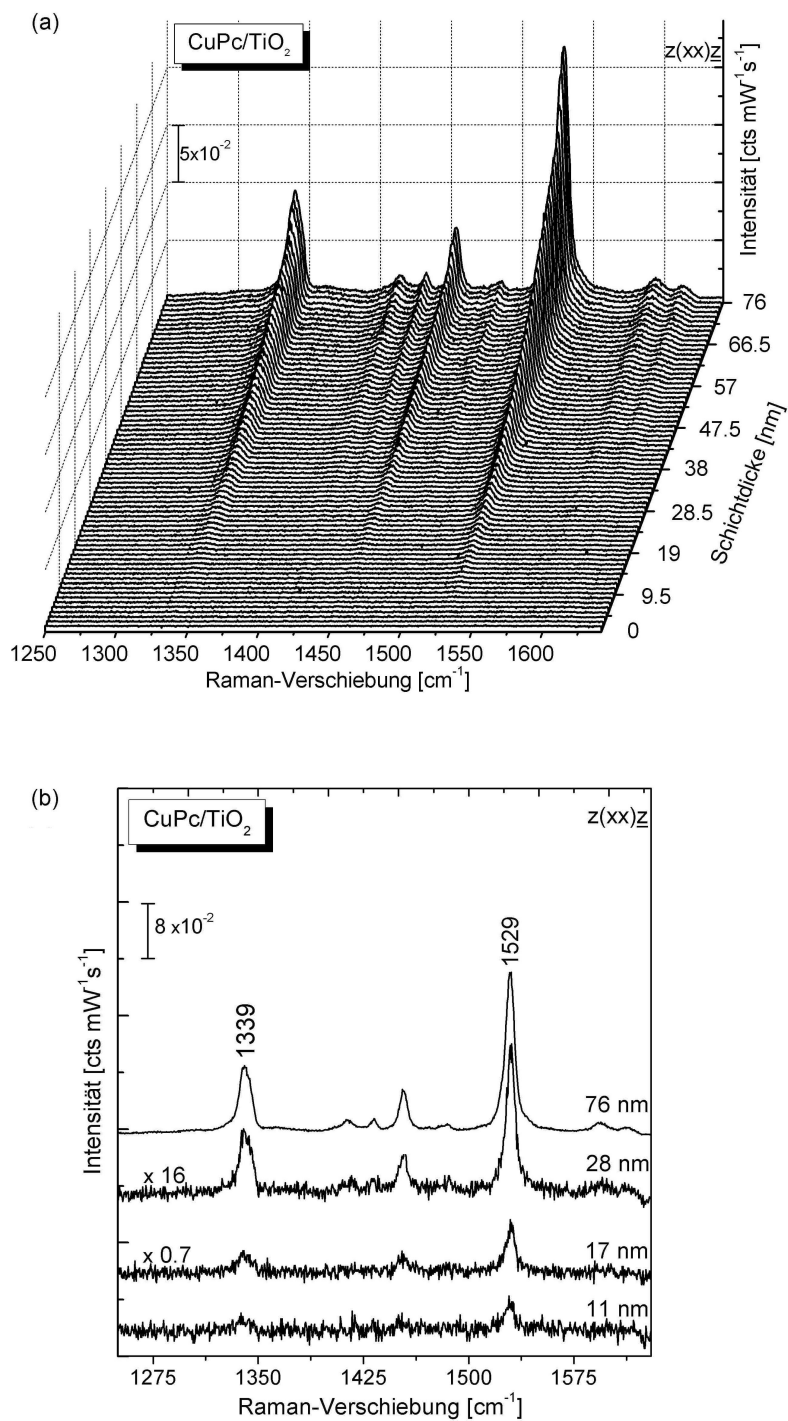 (a)
CuPc/TiO₂
z(xx)z̲
5x10⁻²
Intensität [cts mW⁻¹s⁻¹]
76
66.5
57
47.5
38
28.5
19
9.5
0
Schichtdicke [nm]
1250 1300 1350 1400 1450 1500 1550 1600
Raman-Verschiebung [cm⁻¹]
(b)
CuPc/TiO₂
z(xx)z̲
8 x10⁻²
1529
1339
Intensität [cts mW⁻¹s⁻¹]
76 nm
x 16
28 nm
x 0.7
17 nm
11 nm
1275 1350 1425 1500 1575
Raman-Verschiebung [cm⁻¹]